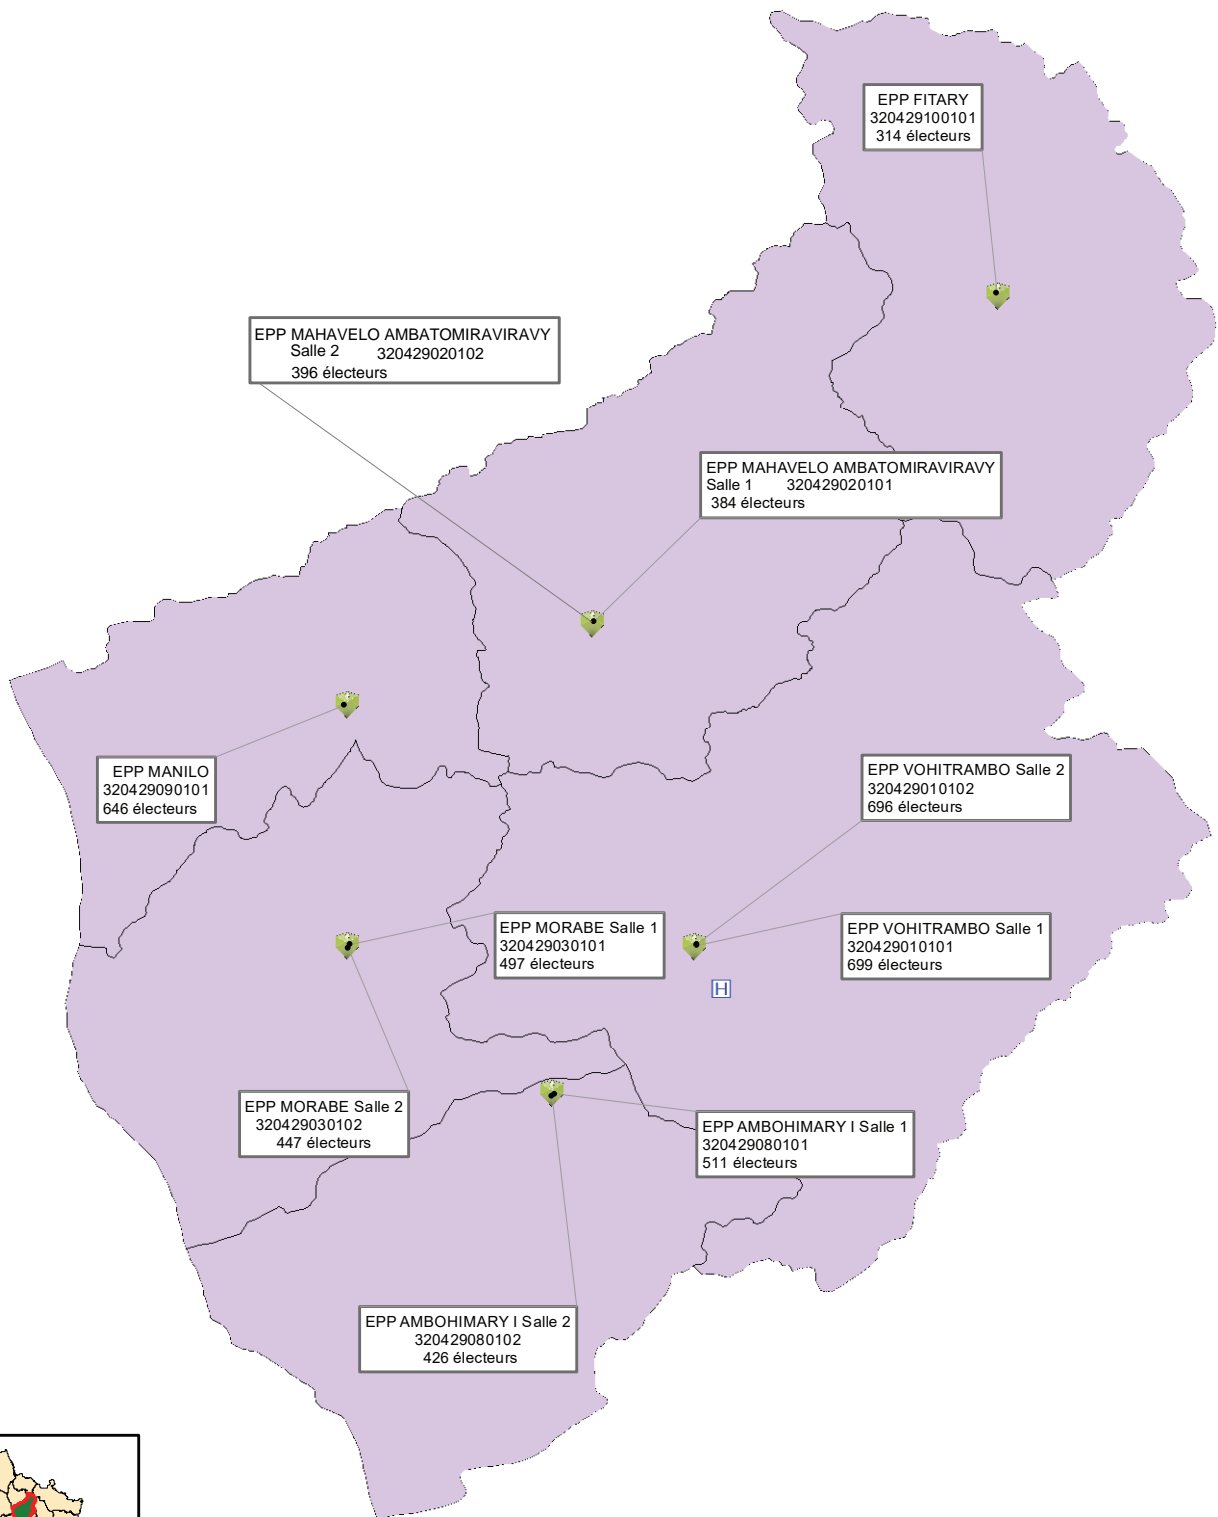 EPP FITARY
320429100101
314 électeurs
EPP MAHAVELO AMBATOMIRAVIRAVY
Salle 2 320429020102
396 électeurs
EPP MAHAVELO AMBATOMIRAVIRAVY
Salle 1 320429020101
384 électeurs
EPP MANILO
320429090101
646 électeurs
EPP VOHITRAMBO Salle 2
320429010102
696 électeurs
EPP MORABE Salle 1
320429030101
497 électeurs
EPP VOHITRAMBO Salle 1
320429010101
699 électeurs
H
EPP MORABE Salle 2
320429030102
447 électeurs
EPP AMBOHIMARY I Salle 1
320429080101
511 électeurs
EPP AMBOHIMARY I Salle 2
320429080102
426 électeurs